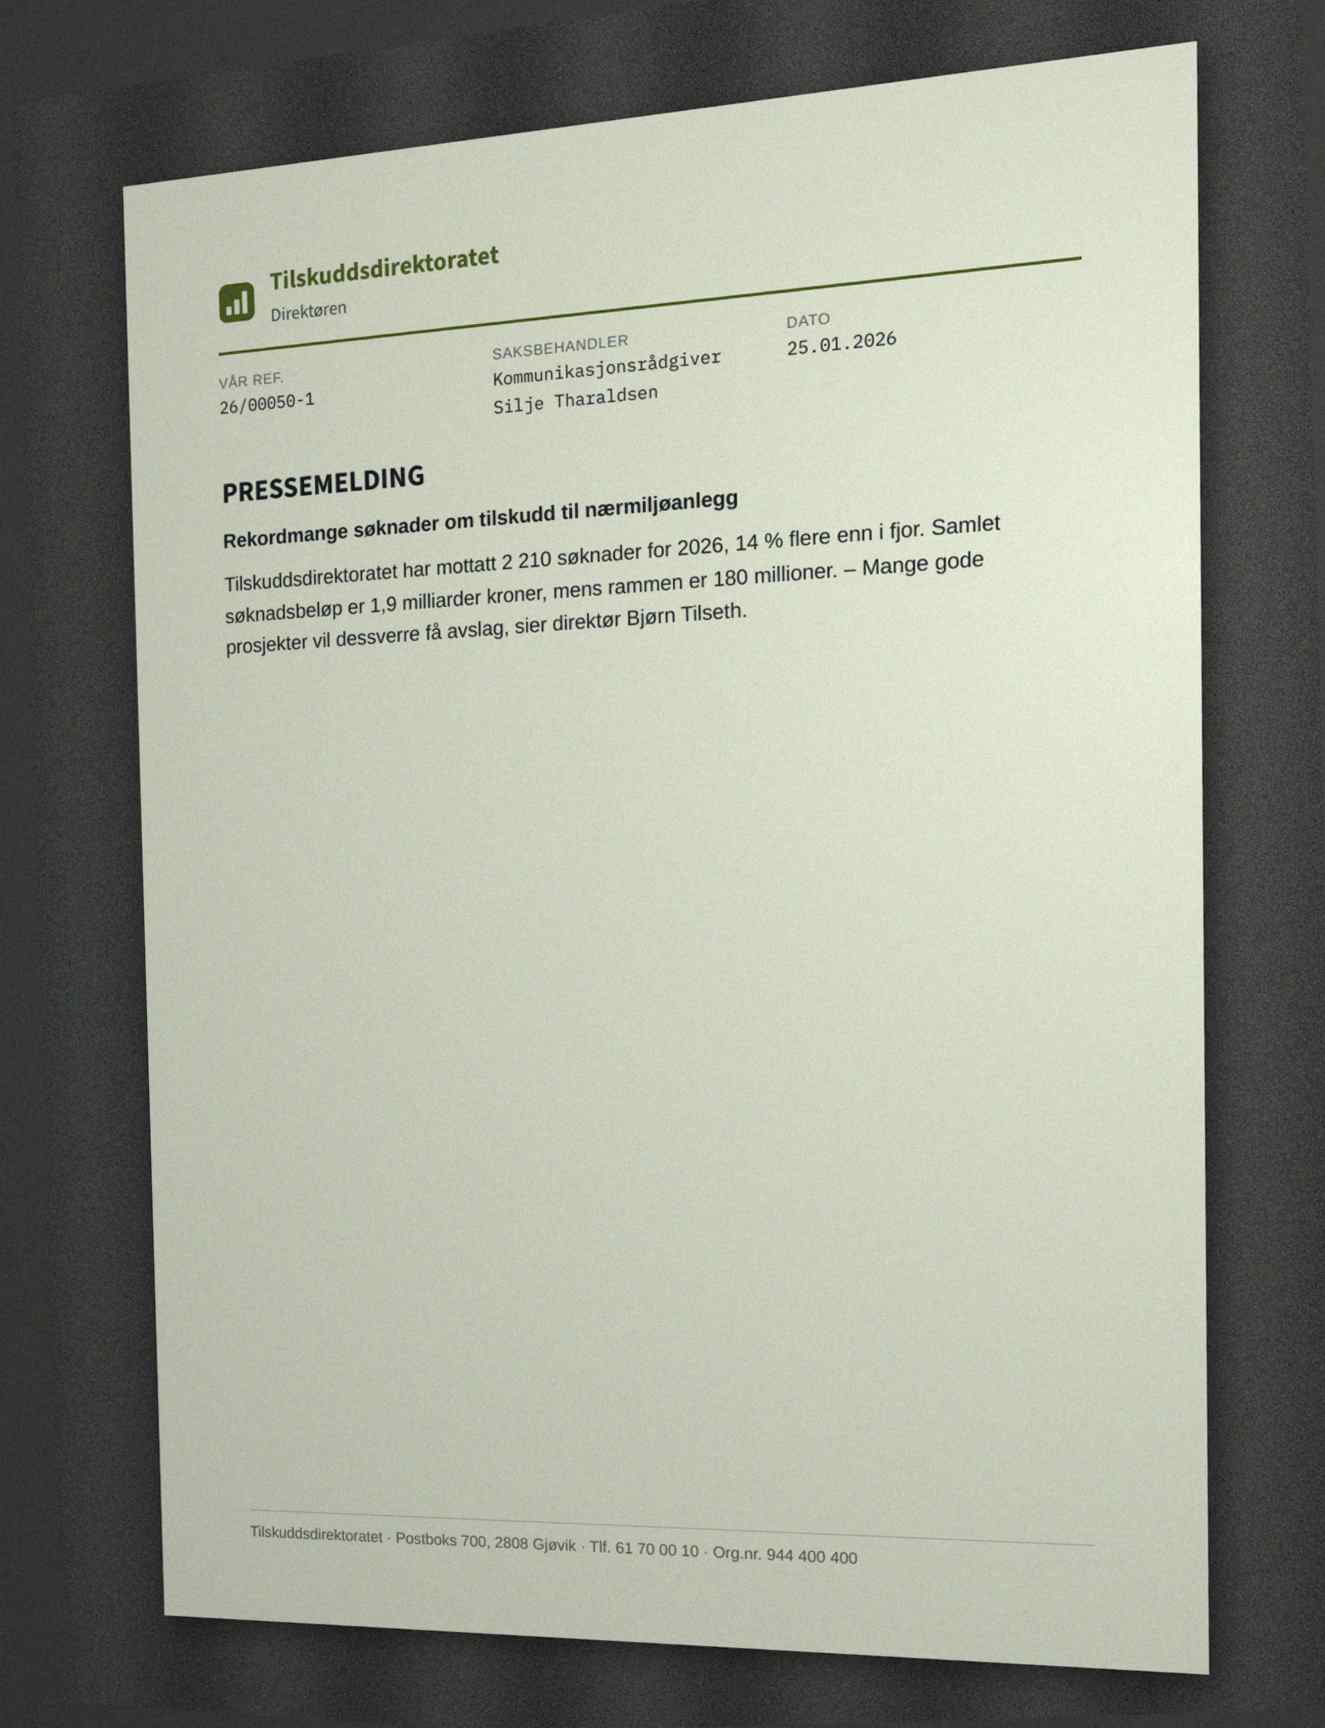 Tilskuddsdirektoratet
Direktøren
VÅR REF.
26/00050-1
SAKSBEHANDLER
Kommunikasjonsrådgiver
Silje Tharaldsen
DATO
25.01.2026
PRESSEMELDING
Rekordmange søknader om tilskudd til nærmiljøanlegg
Tilskuddsdirektoratet har mottatt 2 210 søknader for 2026, 14 % flere enn i fjor. Samlet
søknadsbeløp er 1,9 milliarder kroner, mens rammen er 180 millioner. – Mange gode
prosjekter vil dessverre få avslag, sier direktør Bjørn Tilseth.
Tilskuddsdirektoratet · Postboks 700, 2808 Gjøvik · Tlf. 61 70 00 10 · Org.nr. 944 400 400